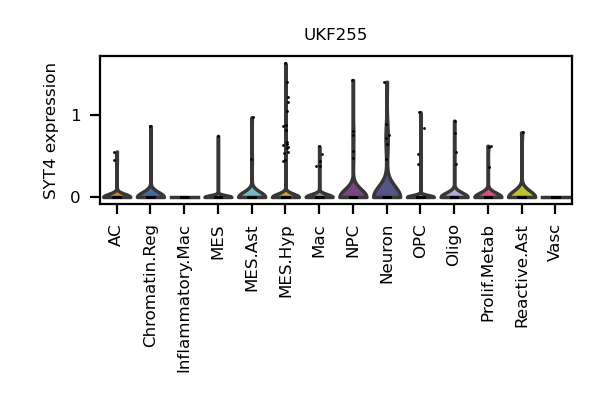 UKF255
SYT4 expression
1
0
AC
Chromatin.Reg
Inflammatory.Mac
MES
MES.Ast
MES.Hyp
Mac
NPC
Neuron
OPC
Oligo
Prolif.Metab
Reactive.Ast
Vasc